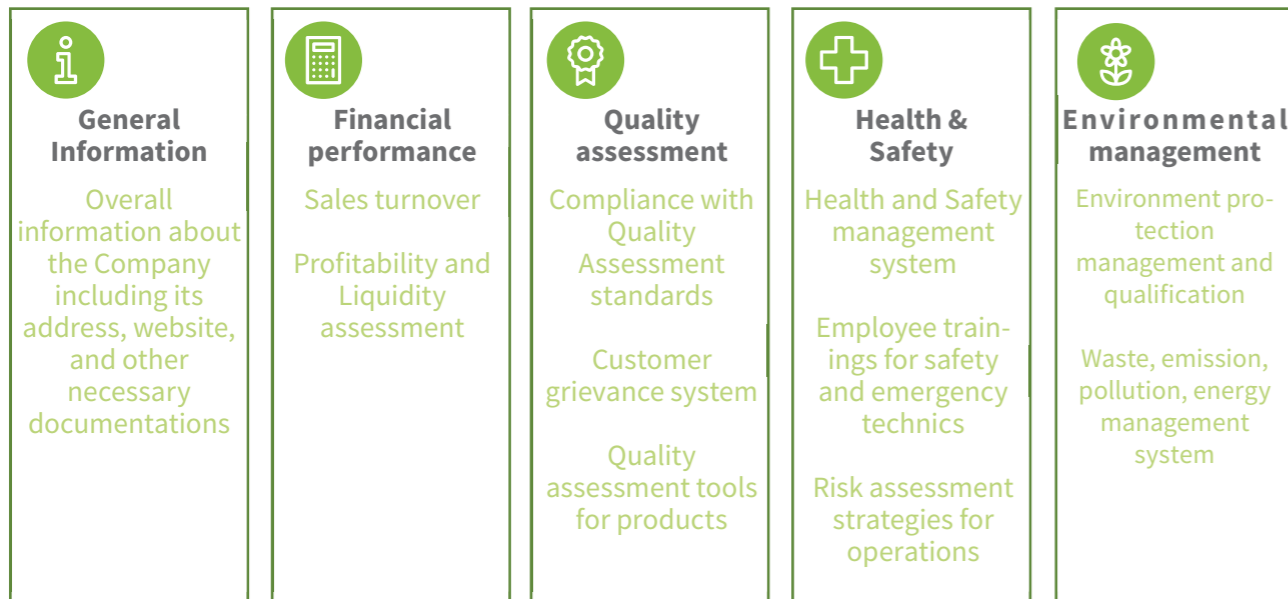 General
Information
Overall
information about
the Company
including its
address, website,
and other
necessary
documentations
Financial
performance
Sales turnover
Profitability and
Liquidity
assessment
Quality
assessment
Compliance with
Quality
Assessment
standards
Customer
grievance system
Quality
assessment tools
for products
Health &
Safety
Health and Safety
management
system
Employee train-
ings for safety
and emergency
technics
Risk assessment
strategies for
operations
Environmental
management
Environment pro-
tection
management and
qualification
Waste, emission,
pollution, energy
management
system